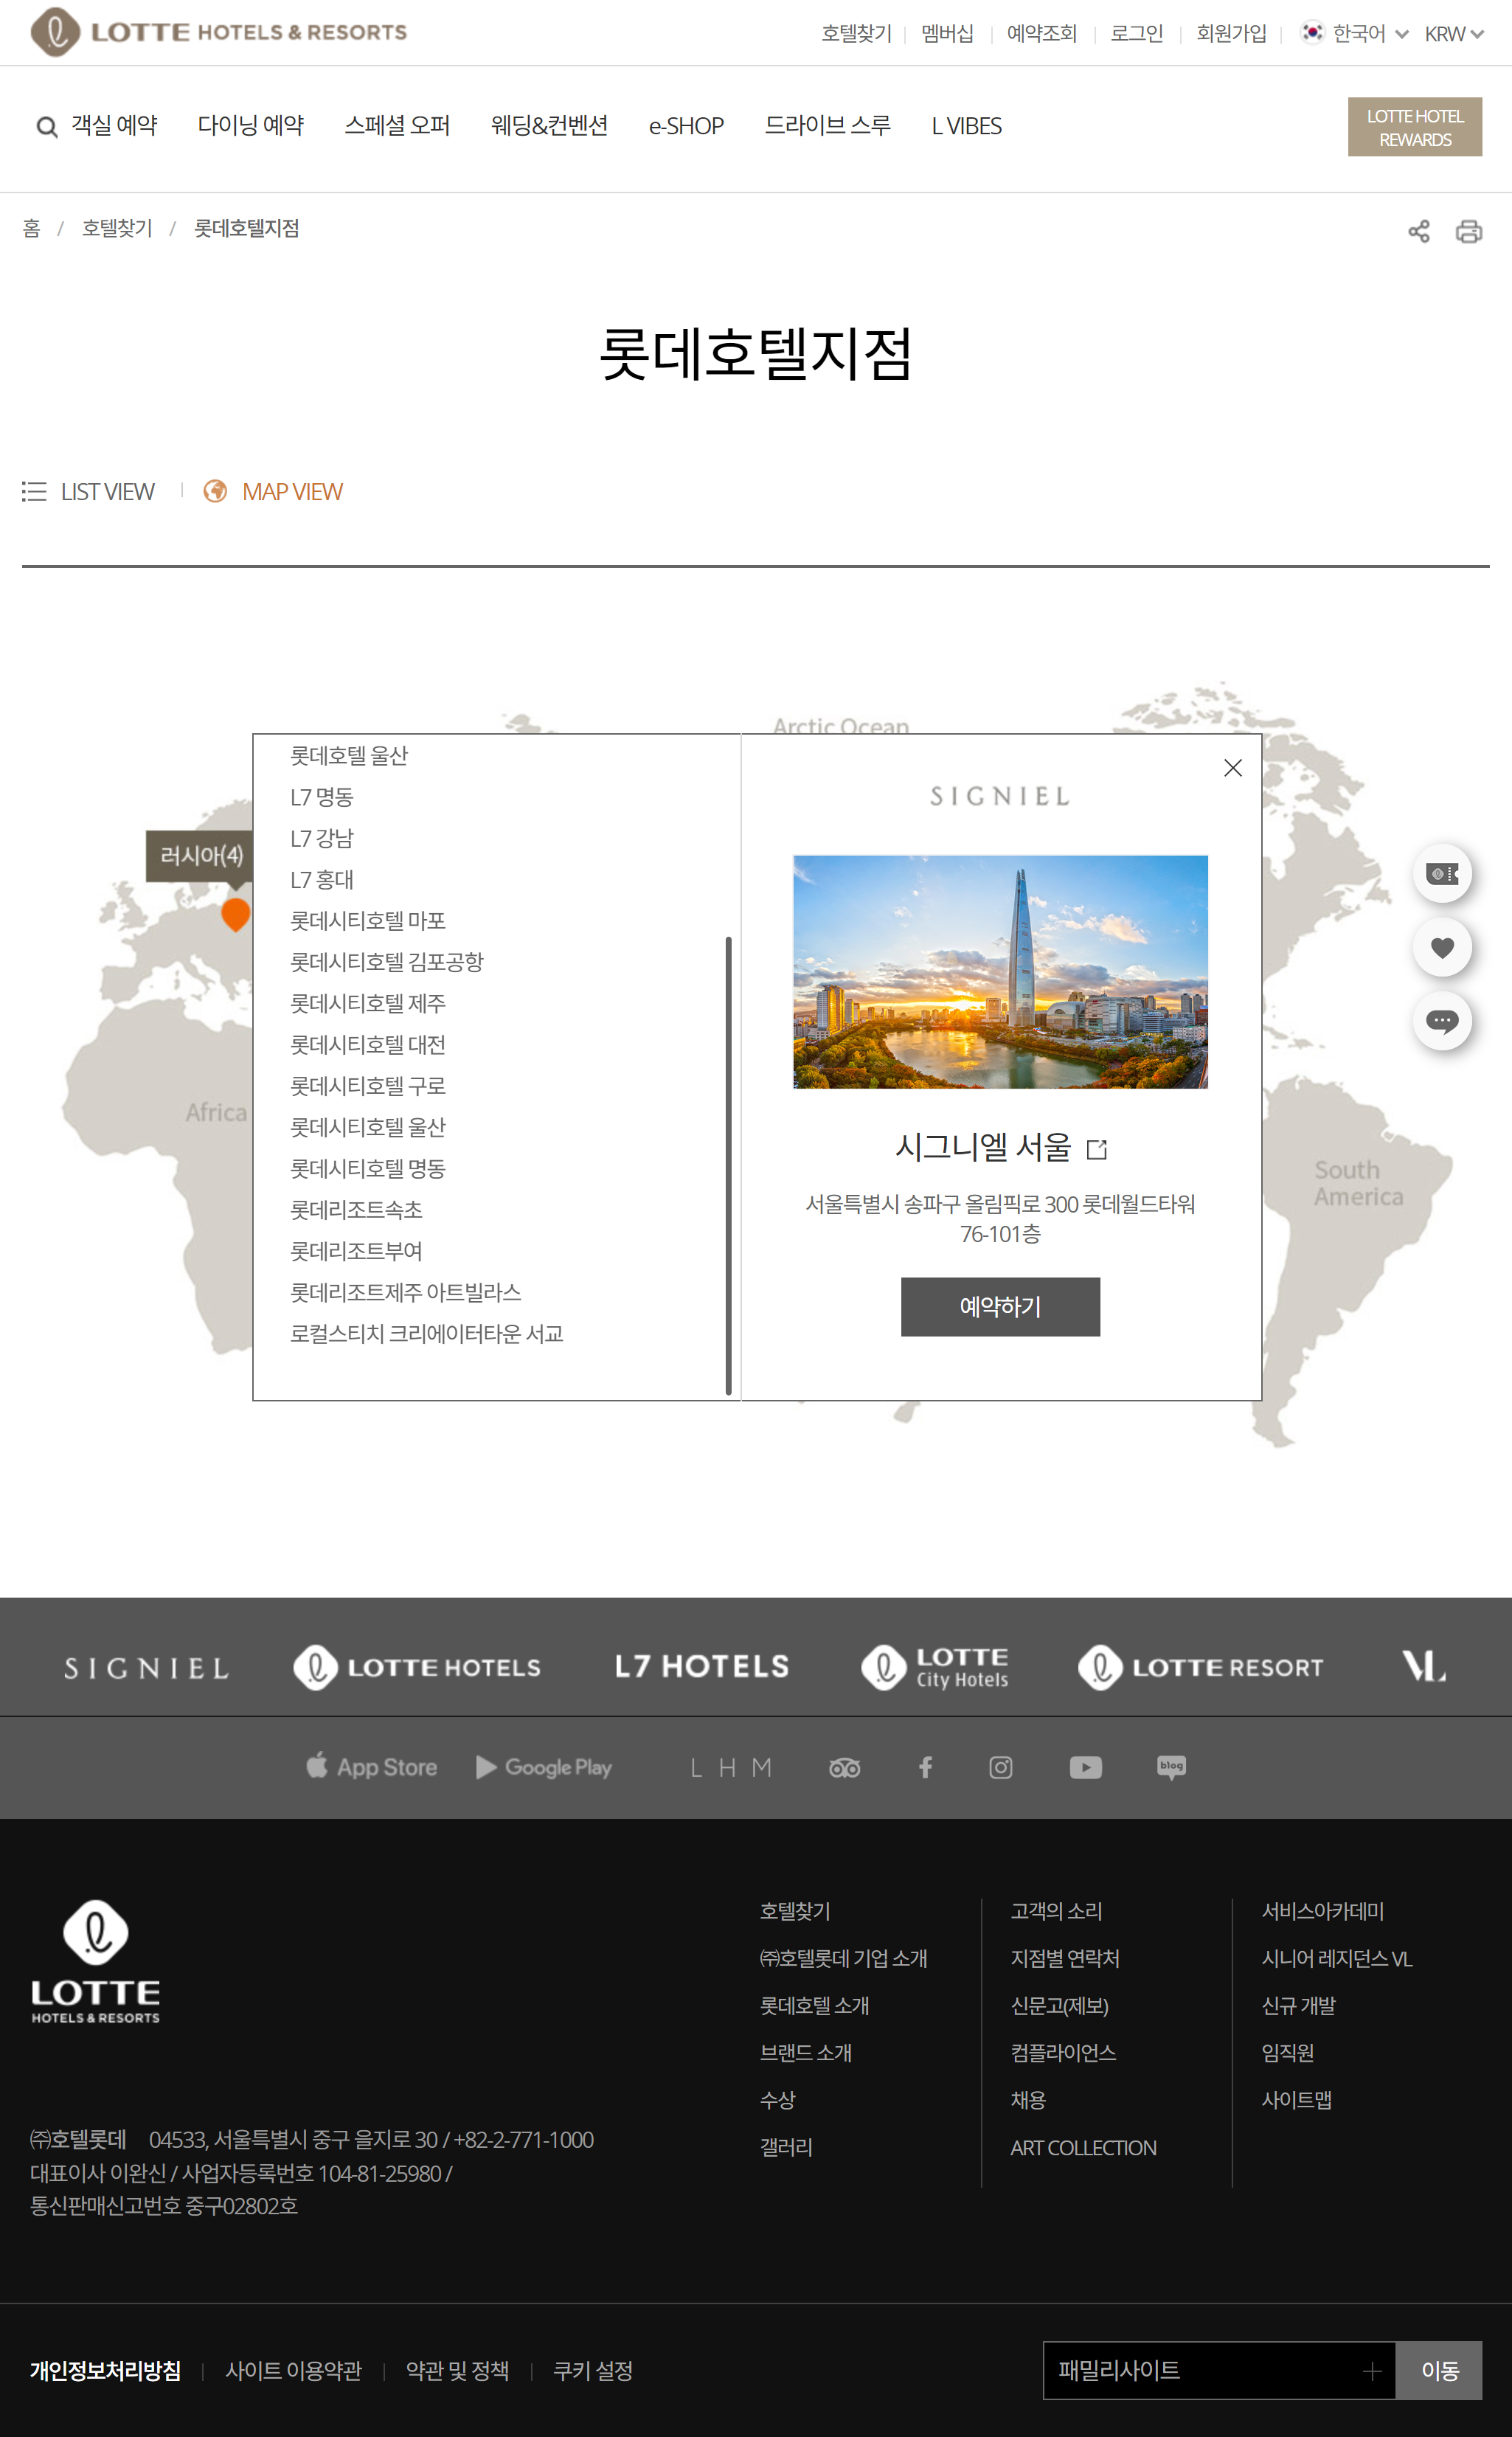 LOTTE HOTELS & RESORTS
호텔찾기
멤버십
예약조회
로그인
회원가입
한국어
KRW
객실 예약
다이닝 예약
스페셜 오퍼
웨딩&컨벤션
e-SHOP
드라이브 스루
L VIBES
LOTTE HOTEL
REWARDS
홈 / 호텔찾기 / 롯데호텔지점
롯데호텔지점
LIST VIEW
MAP VIEW
Arctic Ocean
러시아(4)
Africa
South
America
롯데호텔 울산
L7 명동
L7 강남
L7 홍대
롯데시티호텔 마포
롯데시티호텔 김포공항
롯데시티호텔 제주
롯데시티호텔 대전
롯데시티호텔 구로
롯데시티호텔 울산
롯데시티호텔 명동
롯데리조트속초
롯데리조트부여
롯데리조트제주 아트빌라스
로컬스티치 크리에이터타운 서교
SIGNIEL
시그니엘 서울
서울특별시 송파구 올림픽로 300 롯데월드타워
76-101층
예약하기
SIGNIEL
LOTTE HOTELS
L7 HOTELS
LOTTE
City Hotels
LOTTE RESORT
VL
App Store
Google Play
L H M
blog
LOTTE
HOTELS & RESORTS
호텔찾기
㈜호텔롯데 기업 소개
롯데호텔 소개
브랜드 소개
수상
갤러리
고객의 소리
지점별 연락처
신문고(제보)
컴플라이언스
채용
ART COLLECTION
서비스아카데미
시니어 레지던스 VL
신규 개발
임직원
사이트맵
㈜호텔롯데 04533, 서울특별시 중구 을지로 30 / +82-2-771-1000
대표이사 이완신 / 사업자등록번호 104-81-25980 /
통신판매신고번호 중구02802호
개인정보처리방침
사이트 이용약관
약관 및 정책
쿠키 설정
패밀리사이트
이동